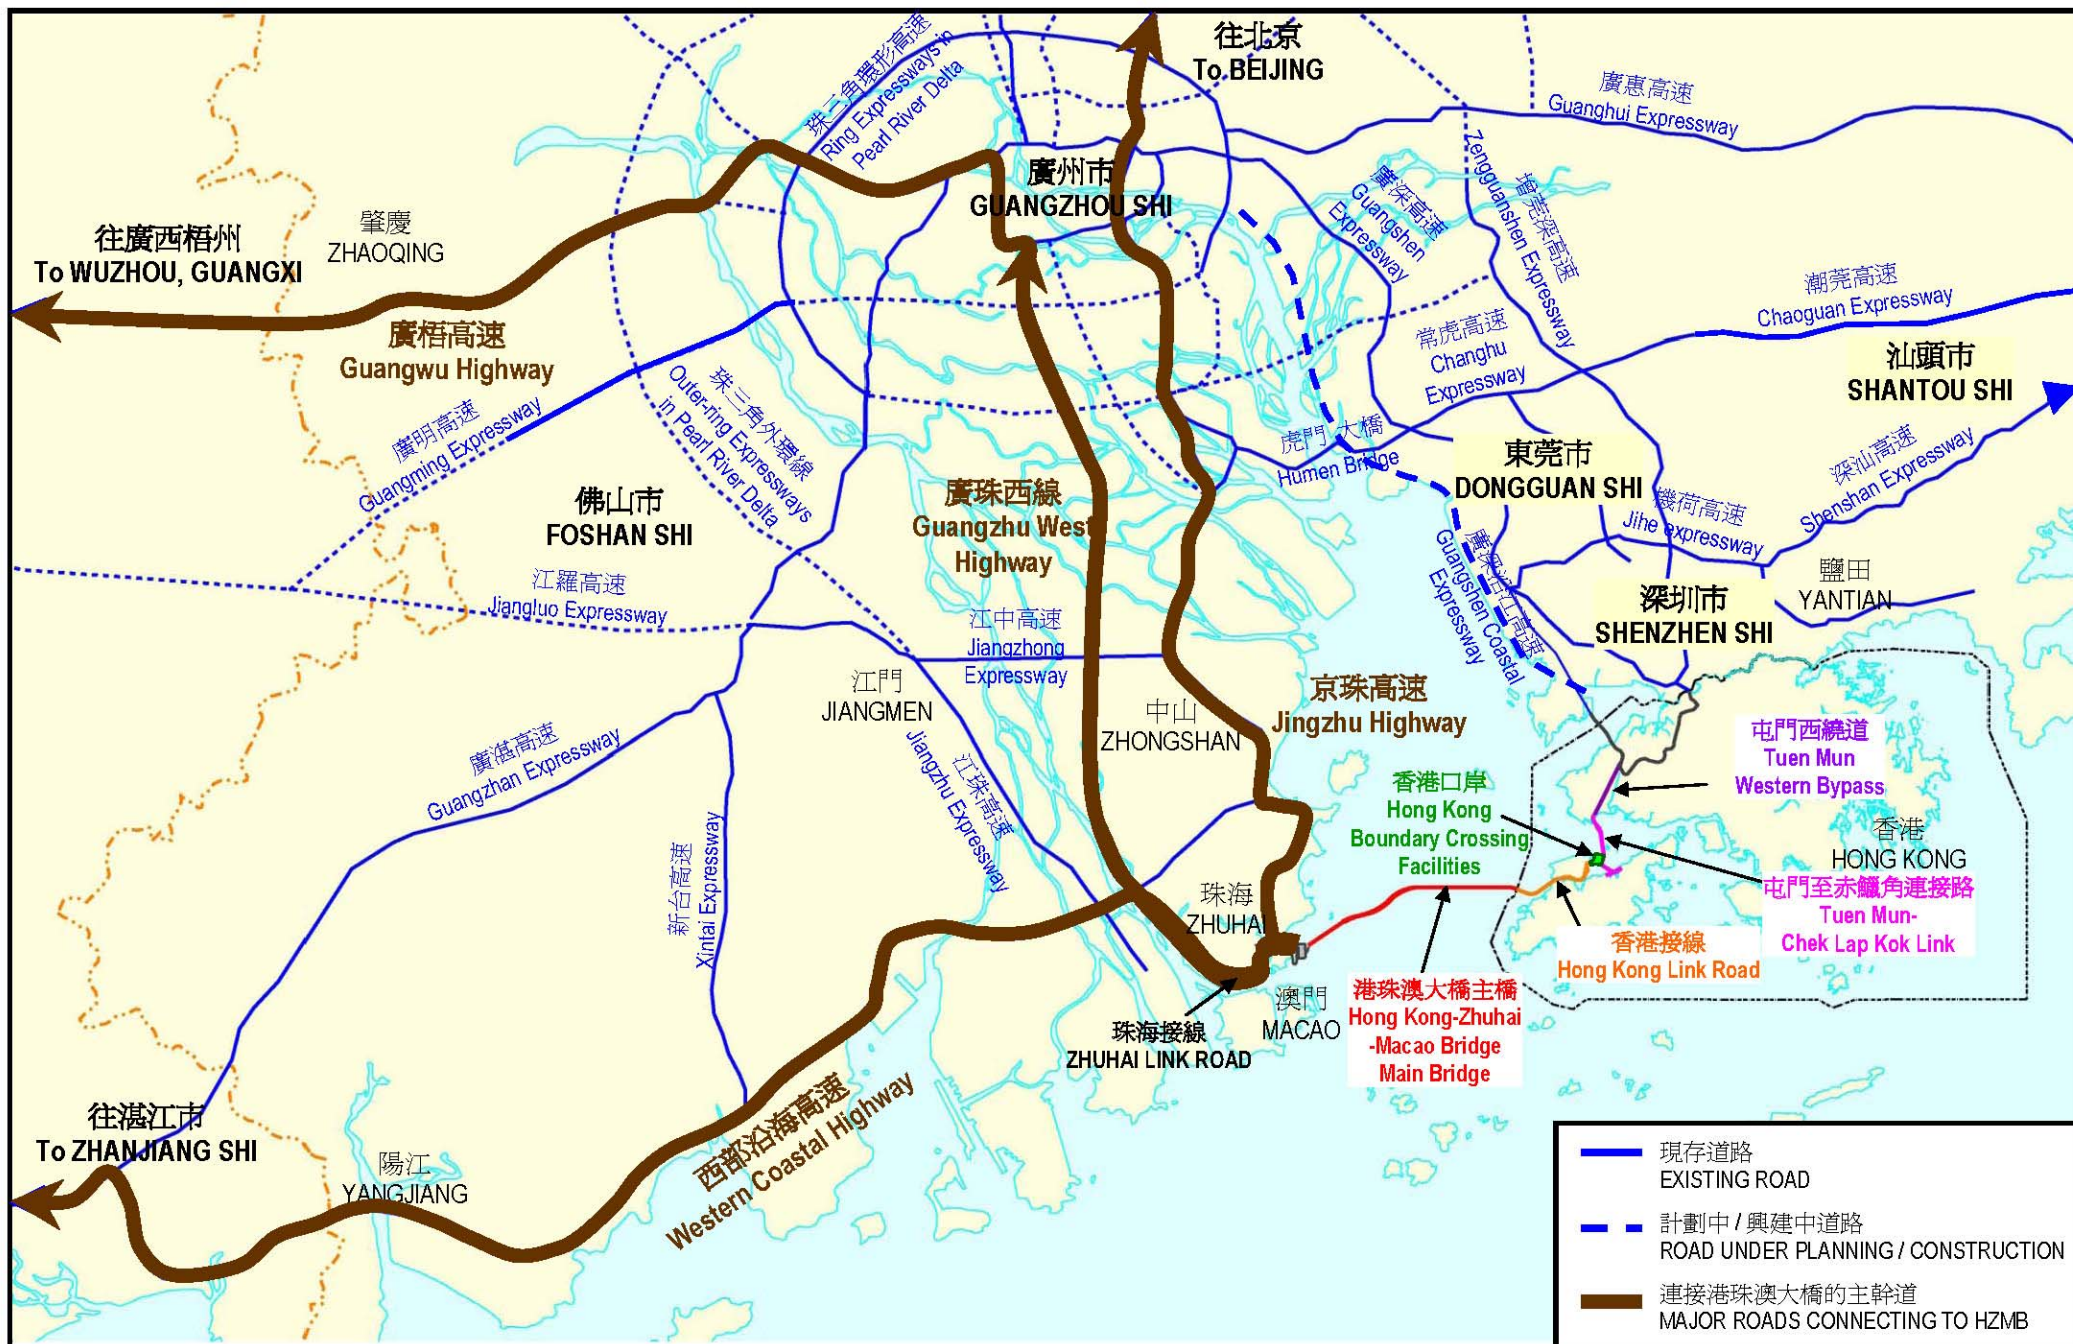 往北京
To BEIJING
珠三角環形高速
Ring Expressways in
Pearl River Delta
廣惠高速
Guanghui Expressway
廣州市
GUANGZHOU SHI
廣深高速
Guangshen
Expressway
增莞深高速
Zengguanshen Expressway
往廣西梧州
To WUZHOU, GUANGXI
肇慶
ZHAOQING
廣梧高速
Guangwu Highway
潮莞高速
Chaoguan Expressway
常虎高速
Changhu
Expressway
汕頭市
SHANTOU SHI
廣明高速
Guangming Expressway
珠三角外環線
Outer-ring Expressways
in Pearl River Delta
虎門 大橋
Humen Bridge
東莞市
DONGGUAN SHI
深汕高速
Shenshan Expressway
佛山市
FOSHAN SHI
廣珠西線
Guangzhu West
Highway
機荷高速
Jihe expressway
廣深沿江高速
Guangshen Coastal
Expressway
鹽田
YANTIAN
深圳市
SHENZHEN SHI
江羅高速
Jiangluo Expressway
江中高速
Jiangzhong
Expressway
江門
JIANGMEN
中山
ZHONGSHAN
京珠高速
Jingzhu Highway
屯門西繞道
Tuen Mun
Western Bypass
廣湛高速
Guangzhan Expressway
江珠高速
Jiangzhu Expressway
香港口岸
Hong Kong
Boundary Crossing
Facilities
香港
HONG KONG
新台高速
Xintai Expressway
珠海
ZHUHAI
屯門至赤鱲角連接路
Tuen Mun-
Chek Lap Kok Link
香港接線
Hong Kong Link Road
港珠澳大橋主橋
Hong Kong-Zhuhai
-Macao Bridge
Main Bridge
澳門
MACAO
珠海接線
ZHUHAI LINK ROAD
往湛江市
To ZHANJIANG SHI
陽江
YANGJIANG
西部沿海高速
Western Coastal Highway
現存道路
EXISTING ROAD
計劃中 / 興建中道路
ROAD UNDER PLANNING / CONSTRUCTION
連接港珠澳大橋的主幹道
MAJOR ROADS CONNECTING TO HZMB